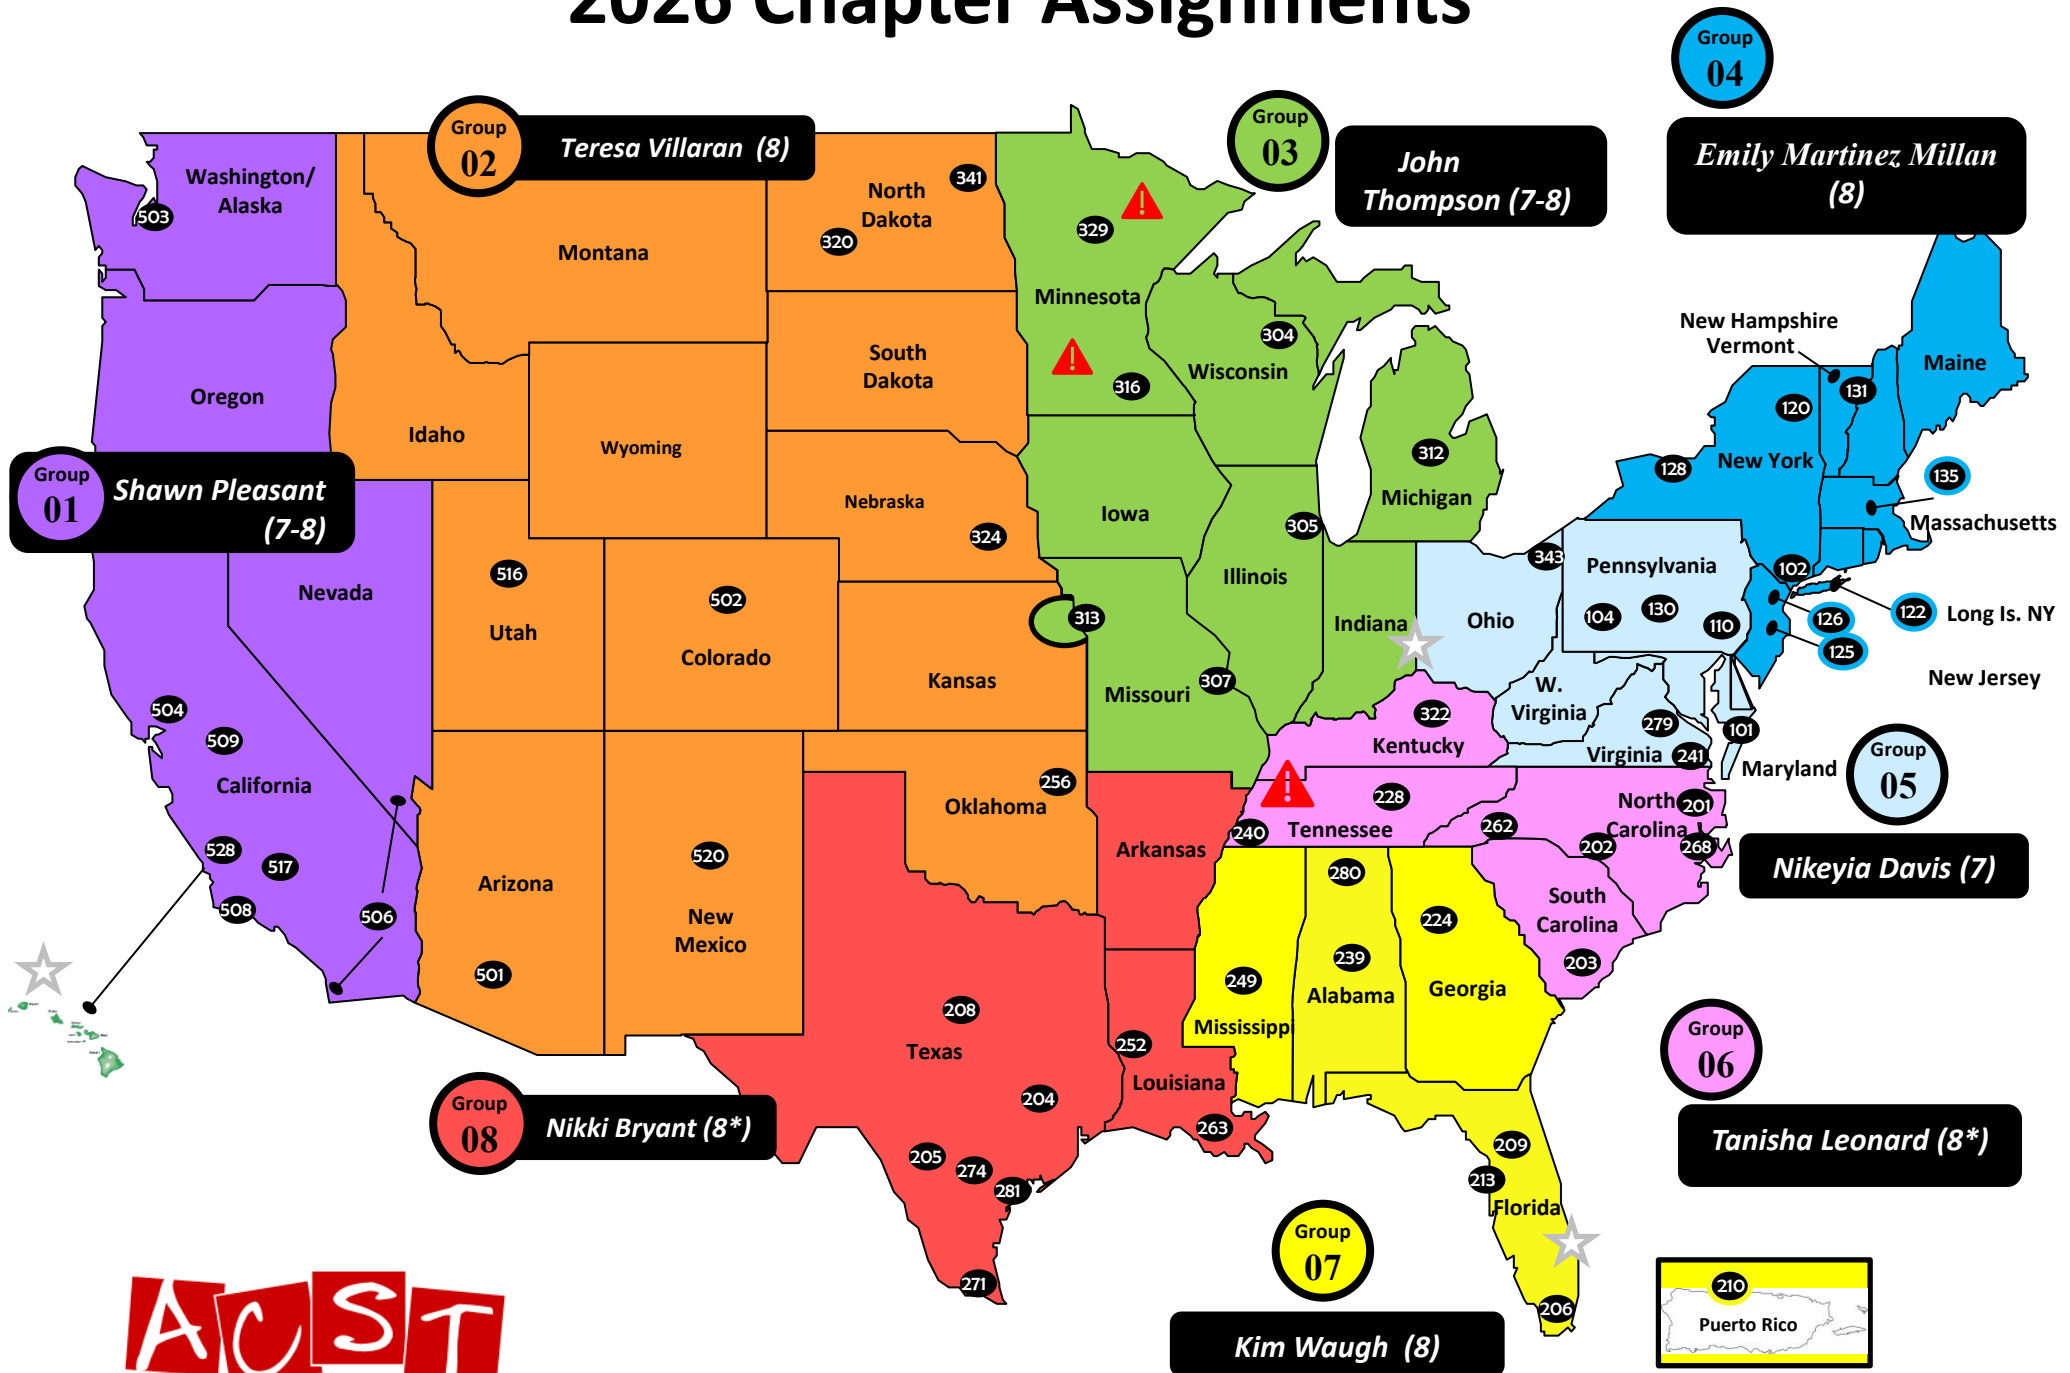 2026 Chapter Assignments
Group
04
Emily Martinez Millan
(8)
Group
02
Teresa Villaran (8)
Group
03
John
Thompson (7-8)
Washington/
Alaska
503
Oregon
Group
01
Shawn Pleasant
(7-8)
Nevada
504
509
California
528
517
508
506
Montana
Idaho
Wyoming
North
Dakota
341
320
South
Dakota
Nebraska
324
516
Utah
502
Colorado
Kansas
313
Arizona
501
520
New
Mexico
256
Oklahoma
329
Minnesota
316
304
Wisconsin
312
Michigan
Iowa
305
Illinois
Indiana
Missouri
307
New Hampshire
Vermont
Maine
131
120
128
New York
135
Massachusetts
102
122
Long Is. NY
126
125
New Jersey
343
Ohio
Pennsylvania
104
130
110
W.
Virginia
279
Virginia
241
101
Maryland
Group
05
Nikeyia Davis (7)
322
Kentucky
228
240
Tennessee
262
North
Carolina
201
202
268
South
Carolina
203
Group
06
Tanisha Leonard (8*)
Arkansas
208
Texas
204
205
274
281
271
252
Louisiana
263
Group
08
Nikki Bryant (8*)
249
Mississippi
280
239
Alabama
224
Georgia
209
213
Florida
206
Group
07
Kim Waugh (8)
210
Puerto Rico
ACST